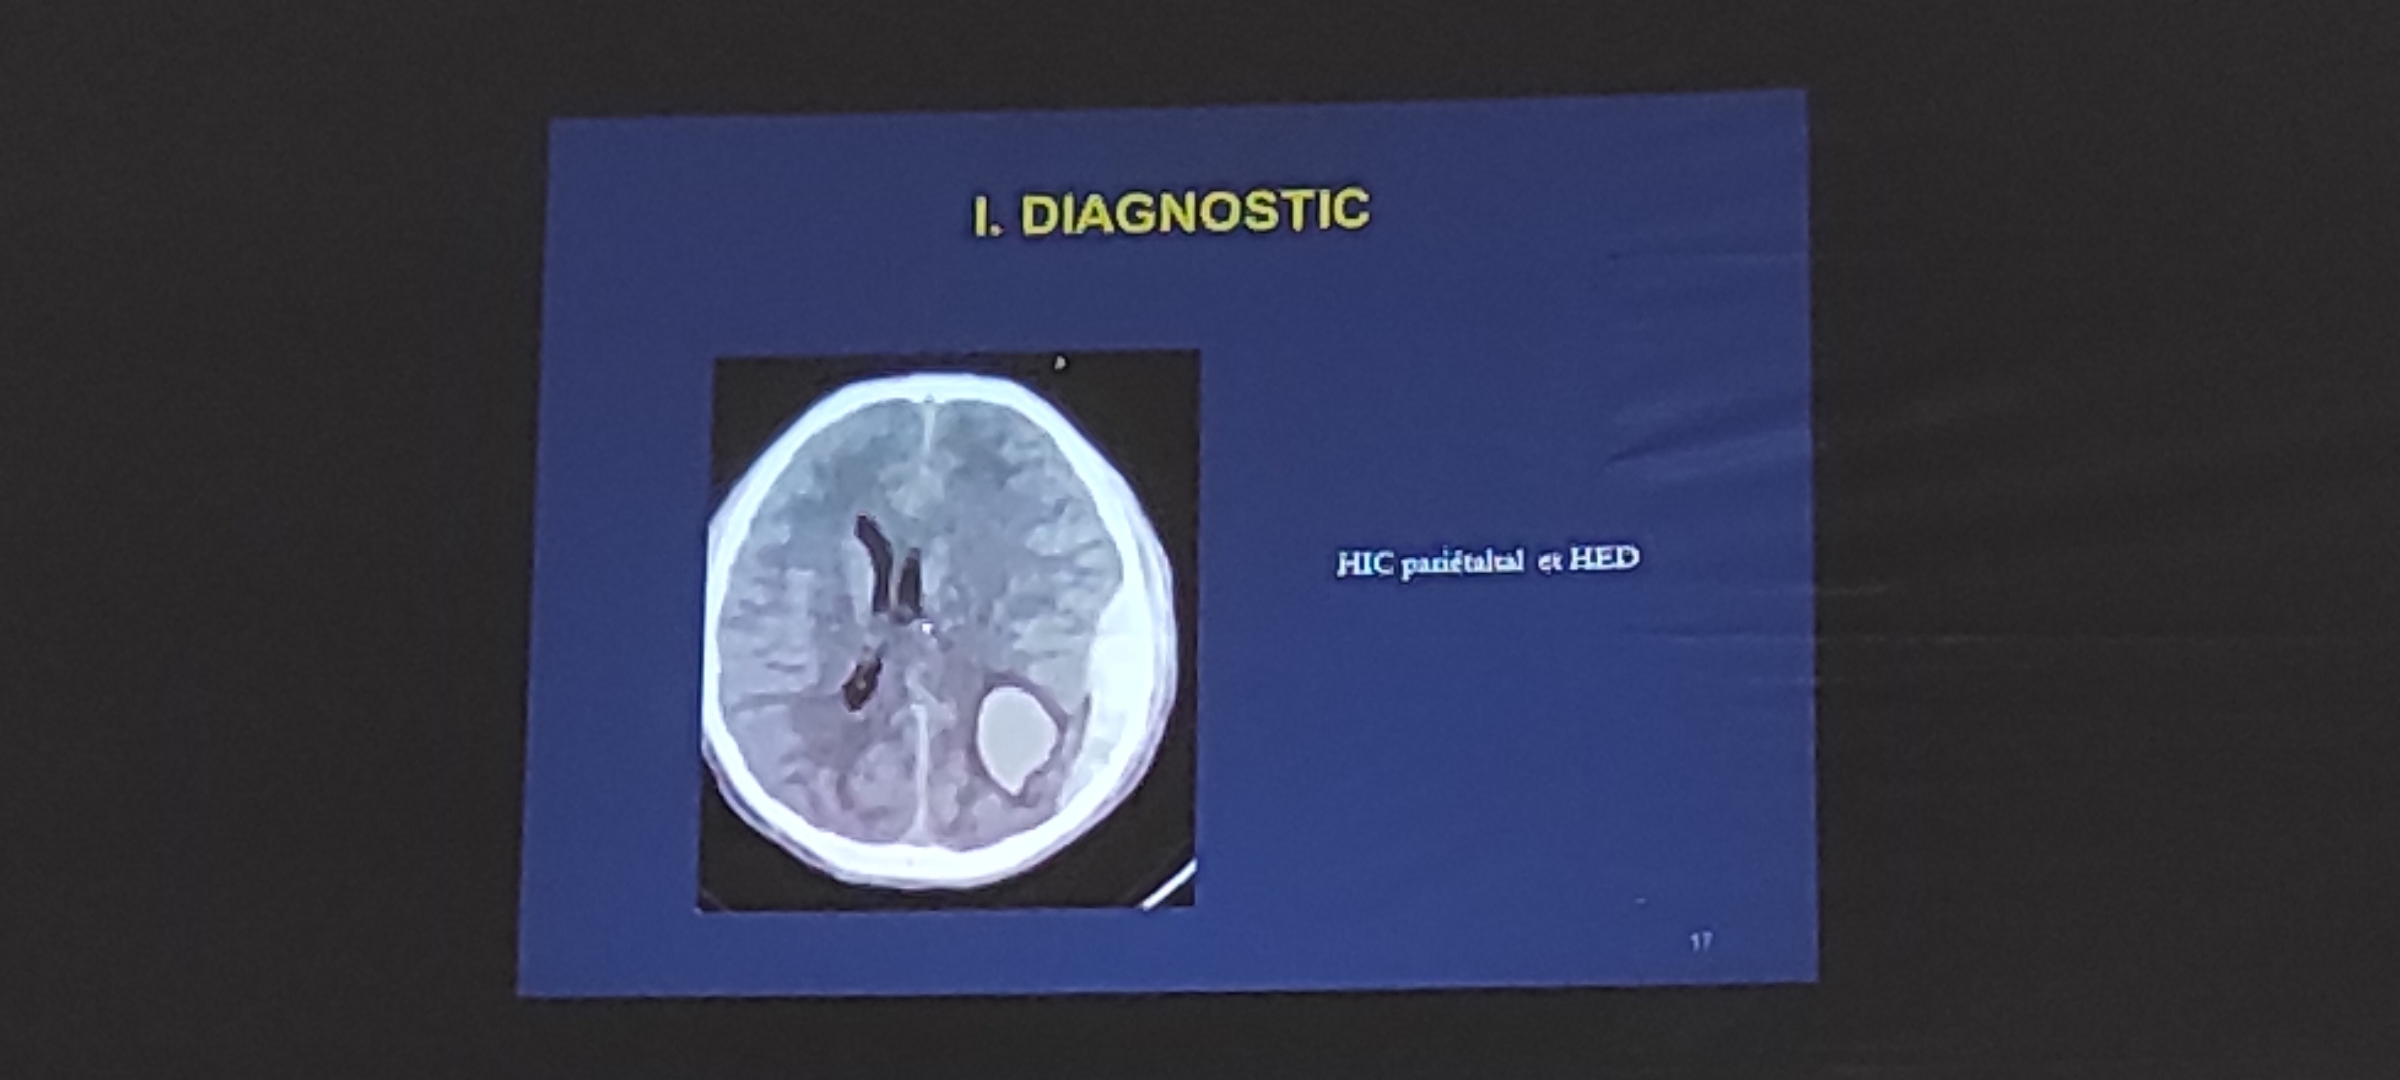 I. DIAGNOSTIC
HIC pariétaltal et HED
17